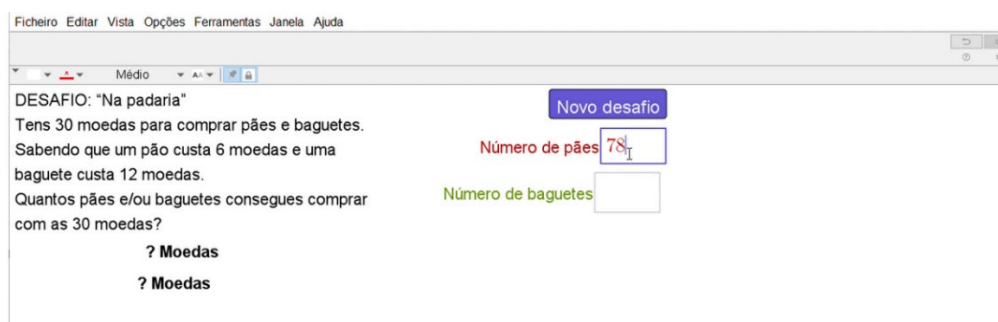 Ficheiro Editar Vista Opções Ferramentas Janela Ajuda
Médio
DESAFIO: “Na padaria”
Tens 30 moedas para comprar pães e baguetes.
Sabendo que um pão custa 6 moedas e uma
baguete custa 12 moedas.
Quantos pães e/ou baguetes consegues comprar
com as 30 moedas?
? Moedas
? Moedas
Novo desafio
Número de pães 78
Número de baguetes